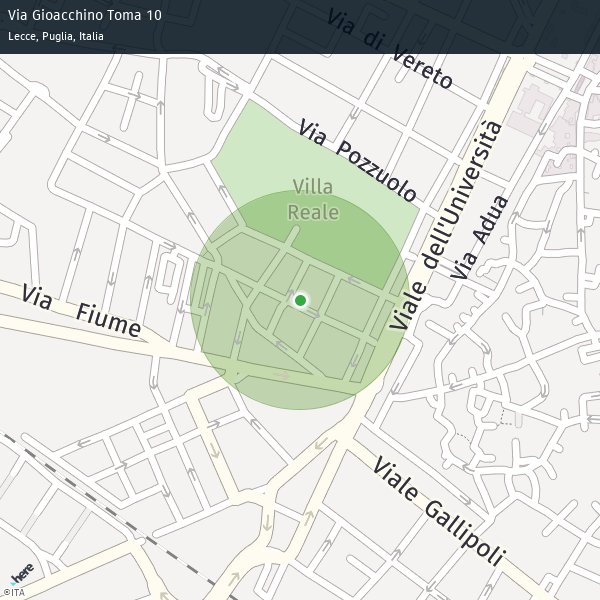 Via Gioacchino Toma 10
Lecce, Puglia, Italia
Via di Vereto
Via Pozzuolo
Villa
Reale
Viale dell'Università
Via Adua
Via Fiume
Viale Gallipoli
here
©ITA